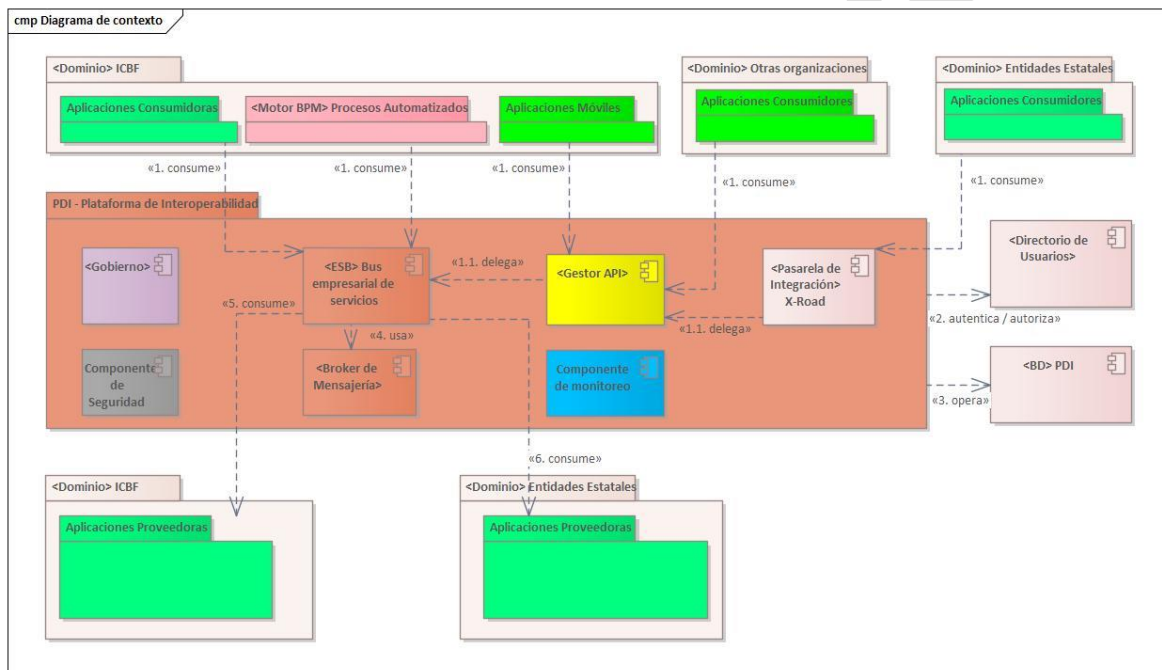 cmp Diagrama de contexto
<Dominio> ICBF
<Dominio> Otras organizaciones
<Dominio> Entidades Estatales
Aplicaciones Consumidoras
<Motor BPM> Procesos Automatizados
Aplicaciones Móviles
Aplicaciones Consumidores
Aplicaciones Consumidores
«1. consume»
«1. consume»
«1. consume»
«1. consume»
«1. consume»
PDI - Plataforma de Interoperabilidad
<Gobierno>
<ESB> Bus
empresarial de
servicios
«1.1. delega»
<Gestor API>
<Pasarela de
Integración>
X-Road
<Directorio de
Usuarios>
«5. consume»
«1.1. delega»
«2. autentica / autoriza»
«4. usa»
Componente
de
Seguridad
<Broker de
Mensajería>
Componente
de monitoreo
<BD> PDI
«3. opera»
«6. consume»
<Dominio> ICBF
<Dominio> Entidades Estatales
Aplicaciones Proveedoras
Aplicaciones Proveedoras